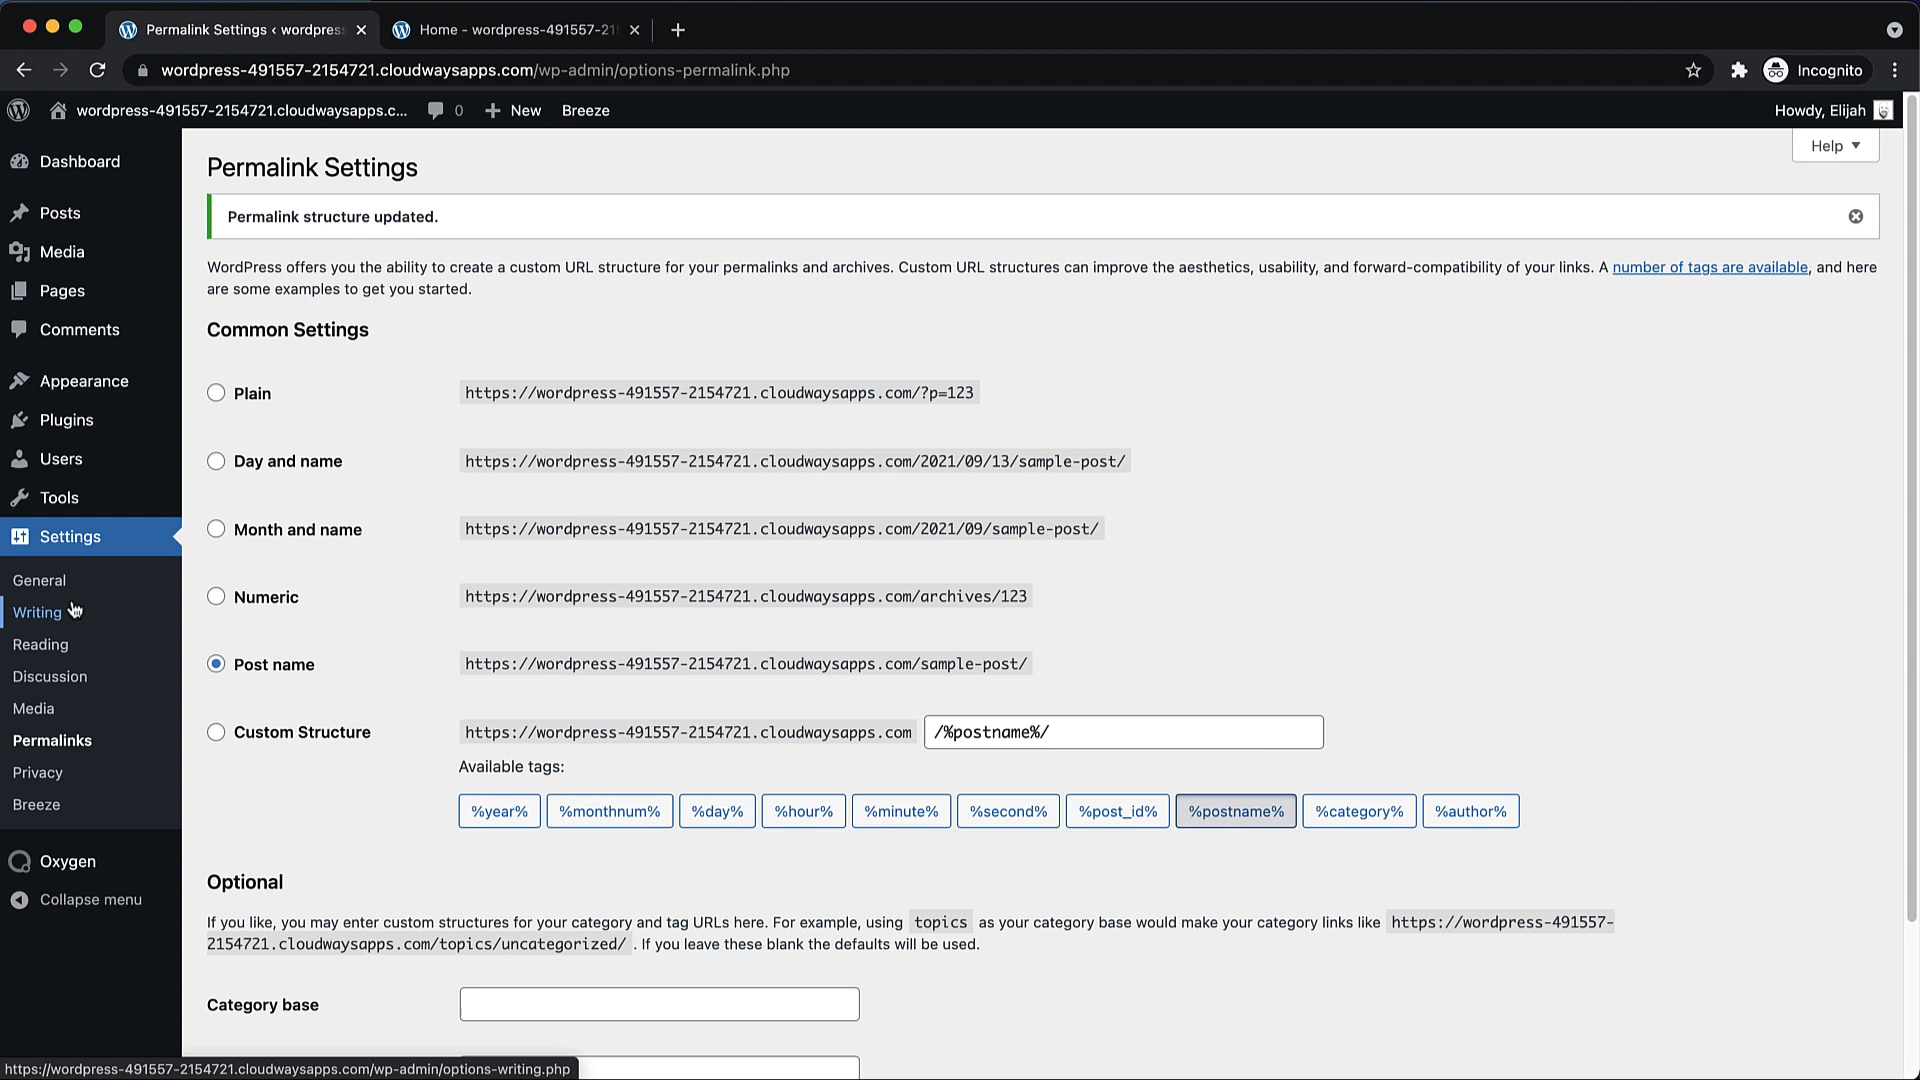 Permalink Settings ‹ wordpress
Home - wordpress-491557-21
wordpress-491557-2154721.cloudwaysapps.com/wp-admin/options-permalink.php
Incognito
wordpress-491557-2154721.cloudwaysapps.c...
0
New
Breeze
Howdy, Elijah
Help
Dashboard
Posts
Media
Pages
Comments
Appearance
Plugins
Users
Tools
Settings
General
Writing
Reading
Discussion
Media
Permalinks
Privacy
Breeze
Oxygen
Collapse menu
Permalink Settings
Permalink structure updated.
WordPress offers you the ability to create a custom URL structure for your permalinks and archives. Custom URL structures can improve the aesthetics, usability, and forward-compatibility of your links. A number of tags are available, and here
are some examples to get you started.
Common Settings
Plain https://wordpress-491557-2154721.cloudwaysapps.com/?p=123
Day and name https://wordpress-491557-2154721.cloudwaysapps.com/2021/09/13/sample-post/
Month and name https://wordpress-491557-2154721.cloudwaysapps.com/2021/09/sample-post/
Numeric https://wordpress-491557-2154721.cloudwaysapps.com/archives/123
Post name https://wordpress-491557-2154721.cloudwaysapps.com/sample-post/
Custom Structure https://wordpress-491557-2154721.cloudwaysapps.com /%postname%/
Available tags:
%year% %monthnum% %day% %hour% %minute% %second% %post_id% %postname% %category% %author%
Optional
If you like, you may enter custom structures for your category and tag URLs here. For example, using topics as your category base would make your category links like https://wordpress-491557-
2154721.cloudwaysapps.com/topics/uncategorized/ . If you leave these blank the defaults will be used.
Category base
https://wordpress-491557-2154721.cloudwaysapps.com/wp-admin/options-writing.php